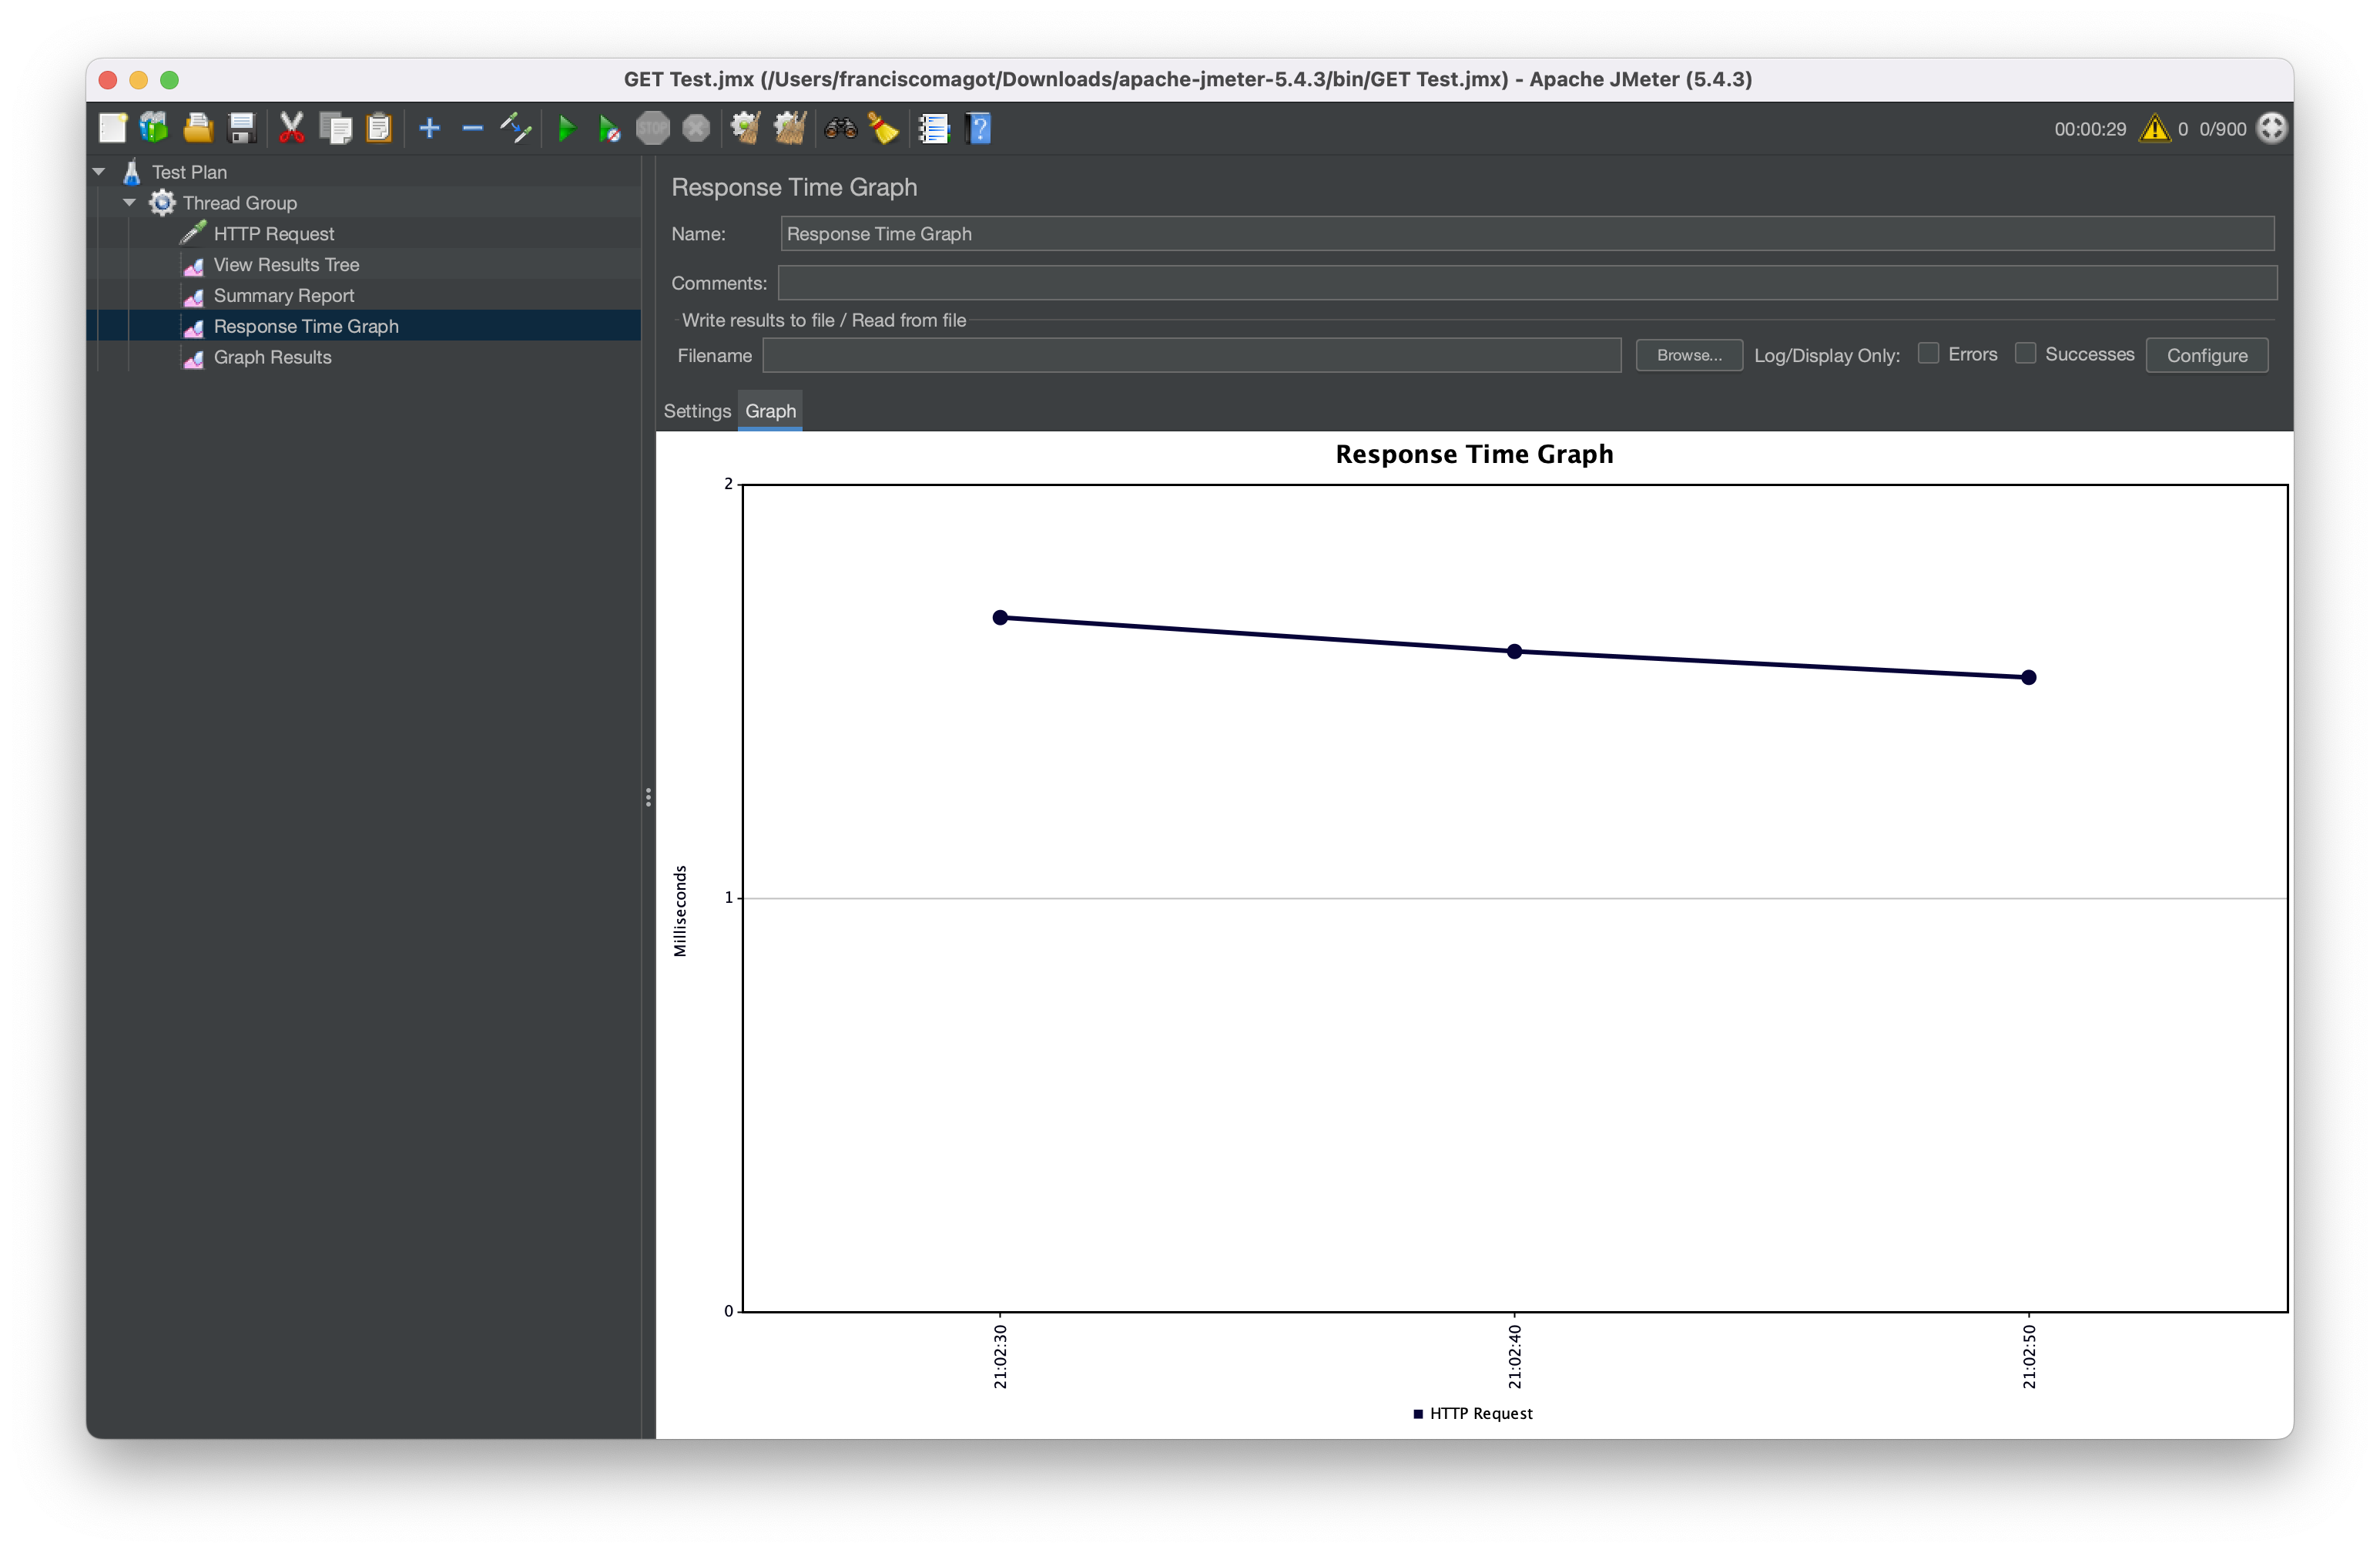 GET Test.jmx (/Users/franciscomagot/Downloads/apache-jmeter-5.4.3/bin/GET Test.jmx) - Apache JMeter (5.4.3)
STOP
00:00:29 0 0/900
Test Plan
Thread Group
HTTP Request
View Results Tree
Summary Report
Response Time Graph
Graph Results
Response Time Graph
Name: Response Time Graph
Comments:
Write results to file / Read from file
Filename Browse... Log/Display Only: Errors Successes Configure
Settings Graph
Response Time Graph
2
1
0
Milliseconds
21:02:30 21:02:40 21:02:50
HTTP Request